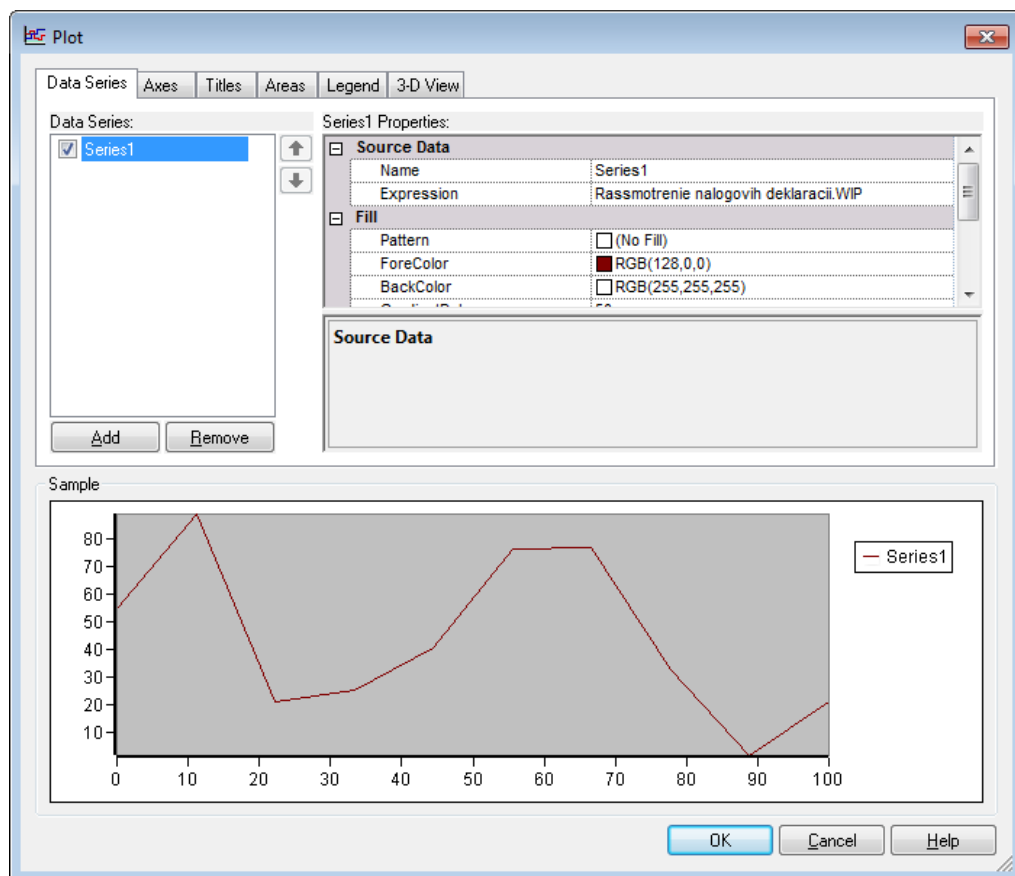 Plot
Data Series Axes Titles Areas Legend 3-D View
Data Series:
Series1
Add Remove
Series1 Properties:
Source Data
Name Series1
Expression Rassmotrenie nalogovih deklaracii.WIP
Fill
Pattern (No Fill)
ForeColor RGB(128,0,0)
BackColor RGB(255,255,255)
Source Data
Sample
80
70
60
50
40
30
20
10
0 10 20 30 40 50 60 70 80 90 100
Series1
OK Cancel Help